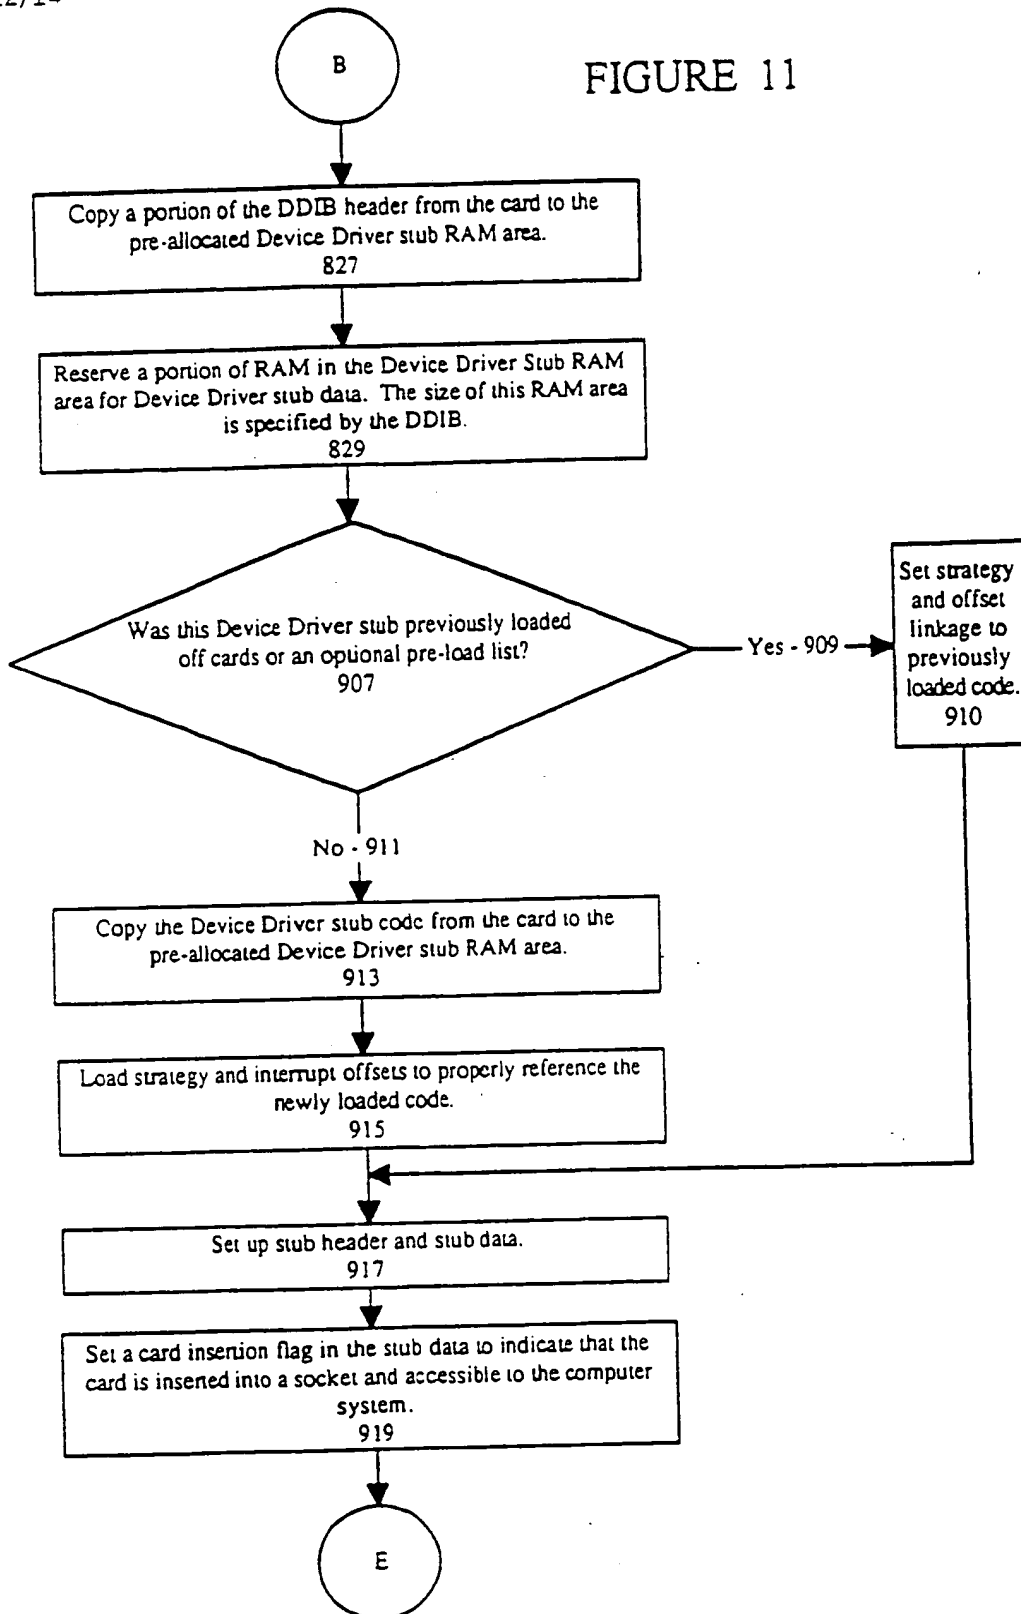 B
FIGURE 11
Copy a portion of the DDIB header from the card to the
pre-allocated Device Driver stub RAM area.
827
Reserve a portion of RAM in the Device Driver Stub RAM
area for Device Driver stub data. The size of this RAM area
is specified by the DDIB.
829
Was this Device Driver stub previously loaded
off cards or an optional pre-load list?
907
Yes - 909
Set strategy
and offset
linkage to
previously
loaded code.
910
No - 911
Copy the Device Driver stub code from the card to the
pre-allocated Device Driver stub RAM area.
913
Load strategy and interrupt offsets to properly reference the
newly loaded code.
915
Set up stub header and stub data.
917
Set a card insertion flag in the stub data to indicate that the
card is inserted into a socket and accessible to the computer
system.
919
E